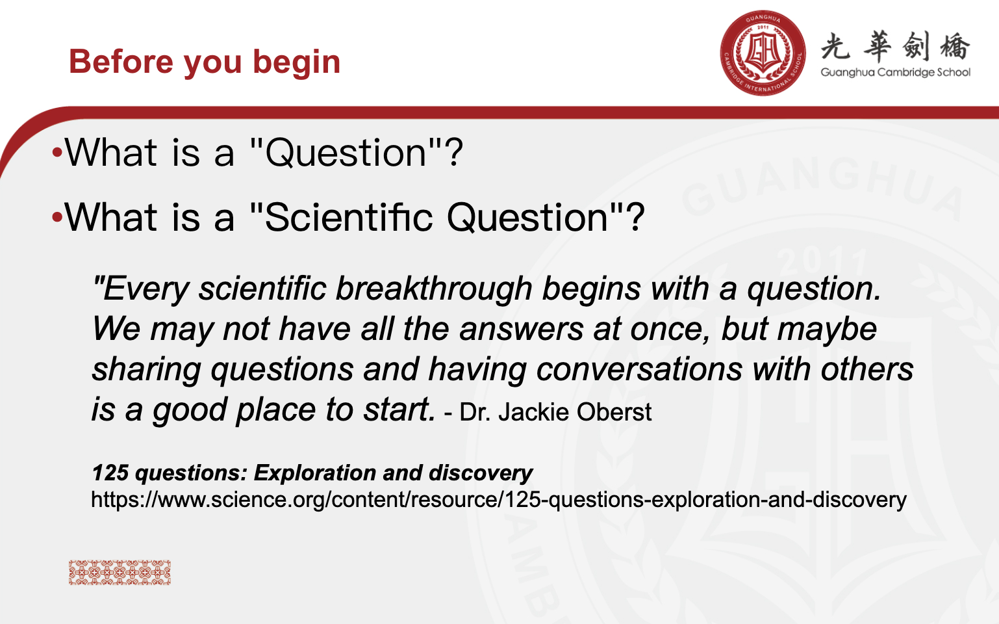 Before you begin
GUANGHUA
2011
CAMBRIDGE INTERNATIONAL SCHOOL
光華劍橋
Guanghua Cambridge School
•What is a "Question"?
•What is a "Scientific Question"?
"Every scientific breakthrough begins with a question.
We may not have all the answers at once, but maybe
sharing questions and having conversations with others
is a good place to start. - Dr. Jackie Oberst
125 questions: Exploration and discovery
https://www.science.org/content/resource/125-questions-exploration-and-discovery
GUANGHUA
2011
AMB